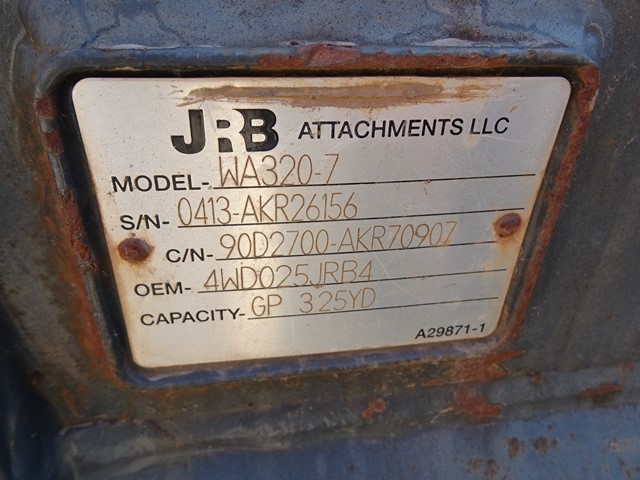 JRB ATTACHMENTS LLC
MODEL- WA320-7
S/N- 0413-AKR26156
C/N- 90D2700-AKR70907
OEM- 4WD025JRB4
CAPACITY- GP 325YD
A29871-1